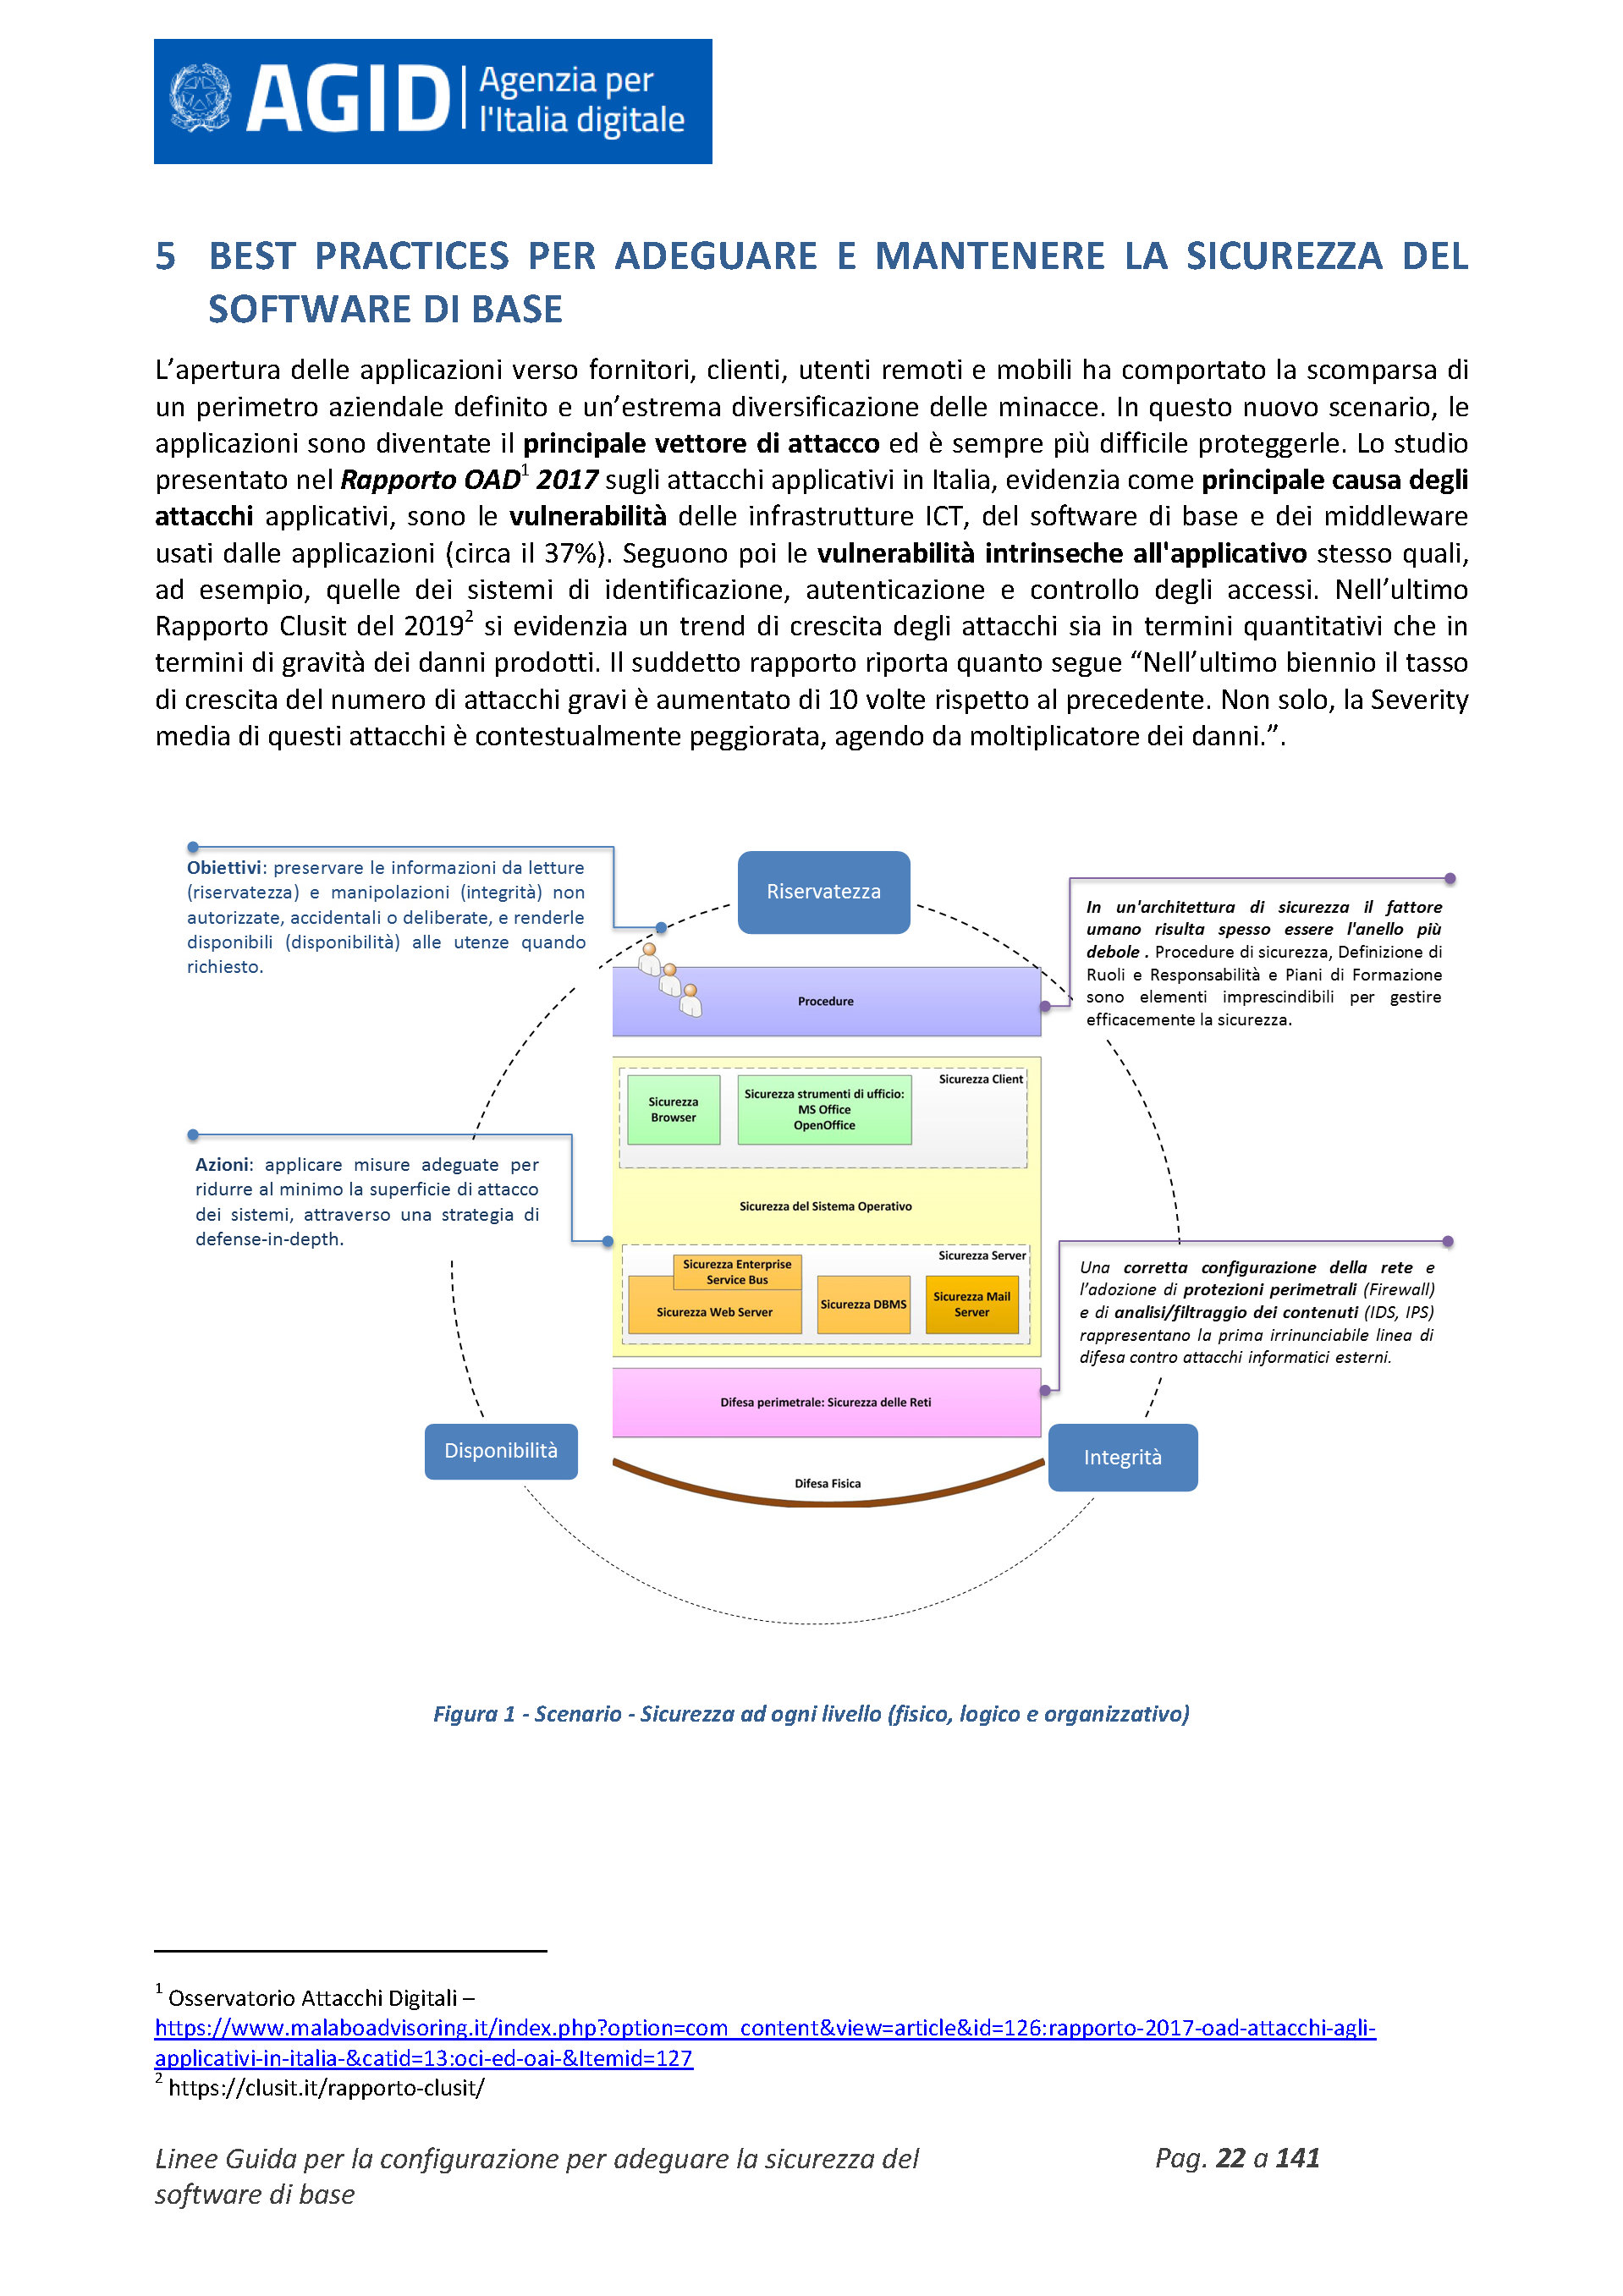 AGID Agenzia per
l'Italia digitale
5 BEST PRACTICES PER ADEGUARE E MANTENERE LA SICUREZZA DEL
SOFTWARE DI BASE
L’apertura delle applicazioni verso fornitori, clienti, utenti remoti e mobili ha comportato la scomparsa di
un perimetro aziendale definito e un’estrema diversificazione delle minacce. In questo nuovo scenario, le
applicazioni sono diventate il principale vettore di attacco ed è sempre più difficile proteggerle. Lo studio
presentato nel Rapporto OAD1 2017 sugli attacchi applicativi in Italia, evidenzia come principale causa degli
attacchi applicativi, sono le vulnerabilità delle infrastrutture ICT, del software di base e dei middleware
usati dalle applicazioni (circa il 37%). Seguono poi le vulnerabilità intrinseche all'applicativo stesso quali,
ad esempio, quelle dei sistemi di identificazione, autenticazione e controllo degli accessi. Nell’ultimo
Rapporto Clusit del 20192 si evidenzia un trend di crescita degli attacchi sia in termini quantitativi che in
termini di gravità dei danni prodotti. Il suddetto rapporto riporta quanto segue “Nell’ultimo biennio il tasso
di crescita del numero di attacchi gravi è aumentato di 10 volte rispetto al precedente. Non solo, la Severity
media di questi attacchi è contestualmente peggiorata, agendo da moltiplicatore dei danni.”.
Obiettivi: preservare le informazioni da letture
(riservatezza) e manipolazioni (integrità) non
autorizzate, accidentali o deliberate, e renderle
disponibili (disponibilità) alle utenze quando
richiesto.
Riservatezza
In un'architettura di sicurezza il fattore
umano risulta spesso essere l'anello più
debole . Procedure di sicurezza, Definizione di
Ruoli e Responsabilità e Piani di Formazione
sono elementi imprescindibili per gestire
efficacemente la sicurezza.
Procedure
Sicurezza Client
Sicurezza
Browser
Sicurezza strumenti di ufficio:
MS Office
OpenOffice
Azioni: applicare misure adeguate per
ridurre al minimo la superficie di attacco
dei sistemi, attraverso una strategia di
defense-in-depth.
Sicurezza del Sistema Operativo
Sicurezza Server
Sicurezza Enterprise
Service Bus
Sicurezza Web Server
Sicurezza DBMS
Sicurezza Mail
Server
Una corretta configurazione della rete e
l’adozione di protezioni perimetrali (Firewall)
e di analisi/filtraggio dei contenuti (IDS, IPS)
rappresentano la prima irrinunciabile linea di
difesa contro attacchi informatici esterni.
Difesa perimetrale: Sicurezza delle Reti
Disponibilità
Integrità
Difesa Fisica
Figura 1 - Scenario - Sicurezza ad ogni livello (fisico, logico e organizzativo)
1 Osservatorio Attacchi Digitali –
https://www.malaboadvisoring.it/index.php?option=com_content&view=article&id=126:rapporto-2017-oad-attacchi-agli-
applicativi-in-italia-&catid=13:oci-ed-oai-&Itemid=127
2 https://clusit.it/rapporto-clusit/
Linee Guida per la configurazione per adeguare la sicurezza del
software di base
Pag. 22 a 141